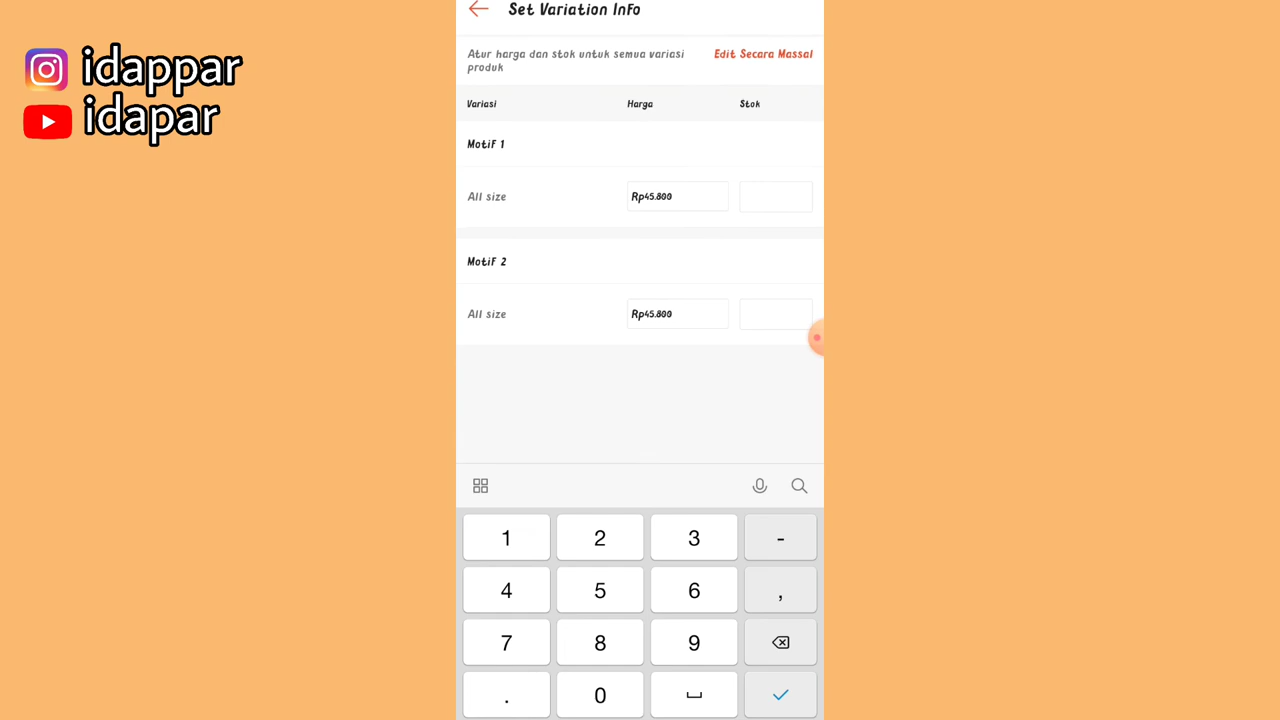 idappar
idapar
Set Variation Info
Atur harga dan stok untuk semua variasi
produk
Edit Secara Massal
Variasi Harga Stok
Motif 1
All size Rp45.800
Motif 2
All size Rp45.800
1 2 3 -
4 5 6 ,
7 8 9
. 0